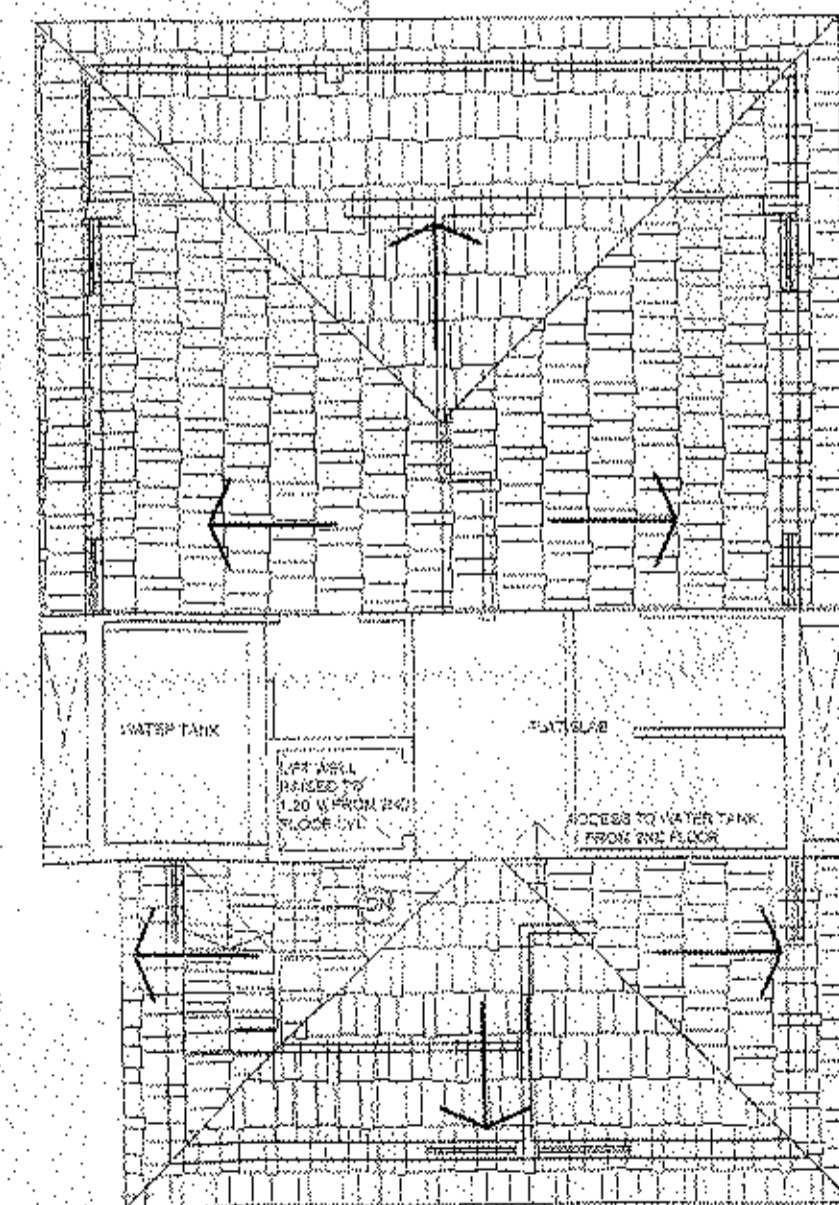 WATER TANK
FLAT SLAB
LIFT WELL
RAISED TO
1.20 M FROM 2ND
FLOOR LVL.
ACCESS TO WATER TANK
FROM 2ND FLOOR